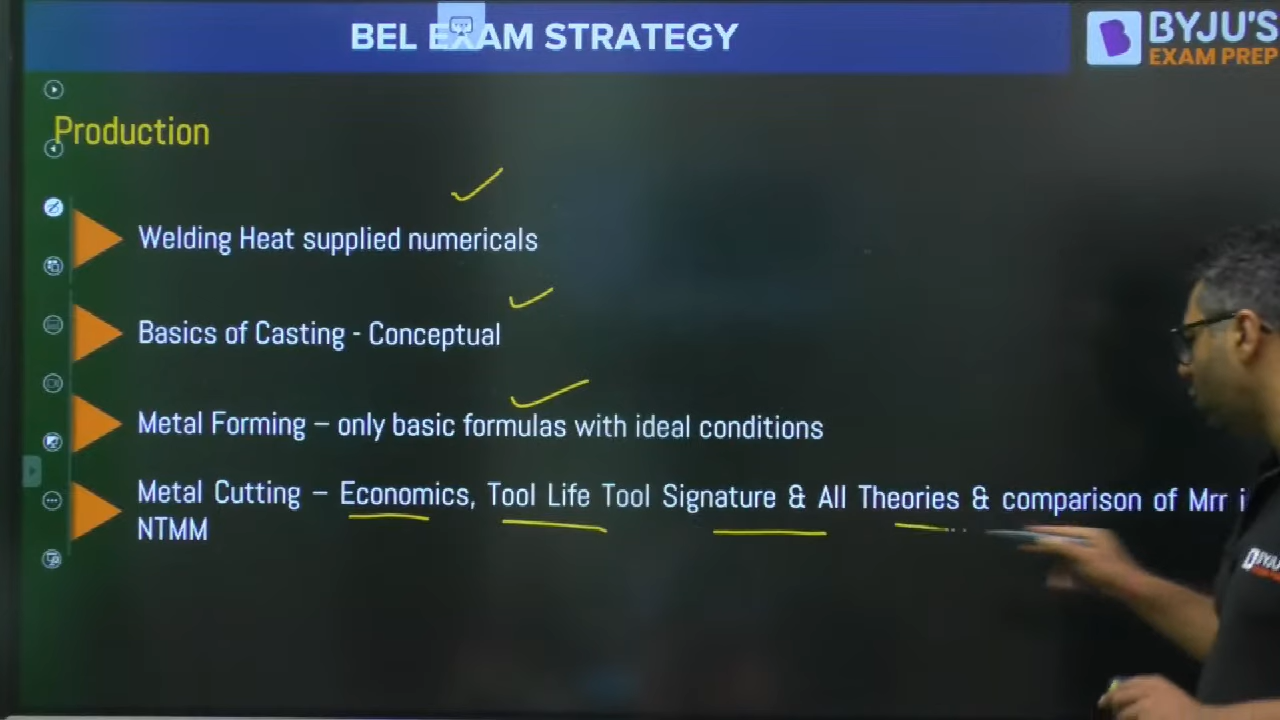 BEL EXAM STRATEGY
BYJU'S
EXAM PREP
Production
Welding Heat supplied numericals
Basics of Casting - Conceptual
Metal Forming – only basic formulas with ideal conditions
Metal Cutting – Economics, Tool Life Tool Signature & All Theories & comparison of Mrr
NTMM